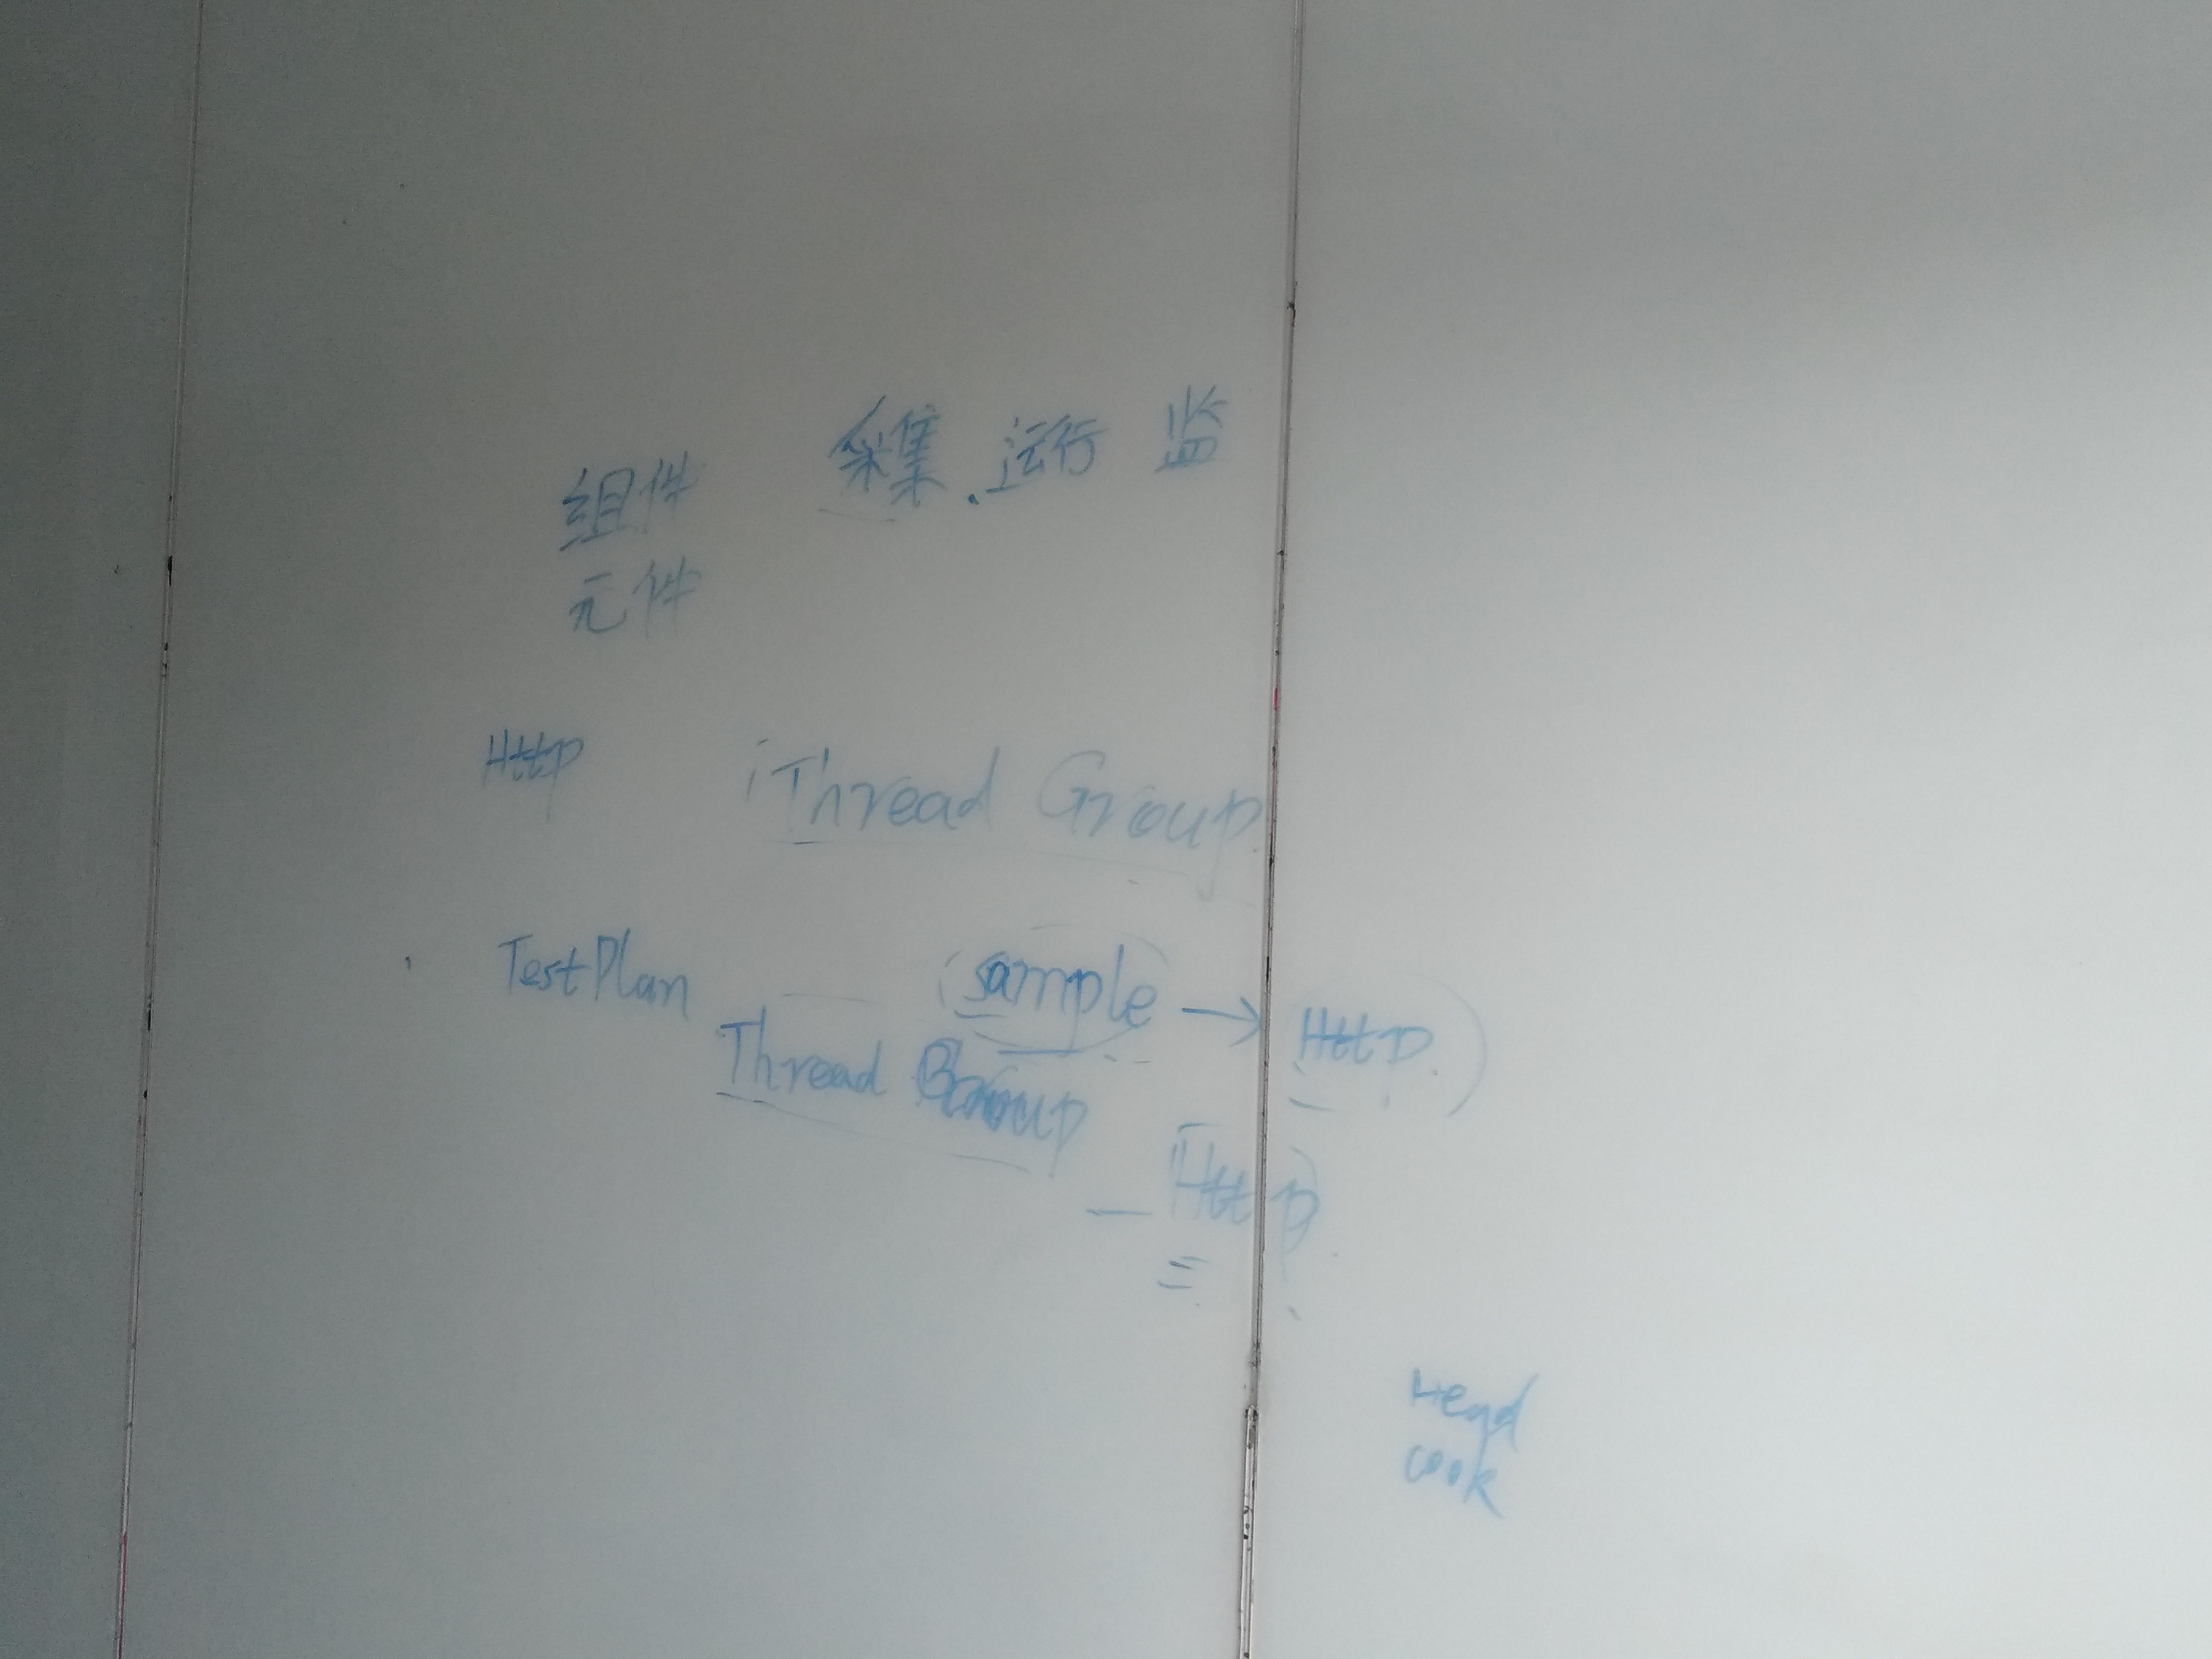 采集.运行 监
组件
元件
Http
Thread Group
TestPlan
sample → Http
Thread Group
Http
Head
cook